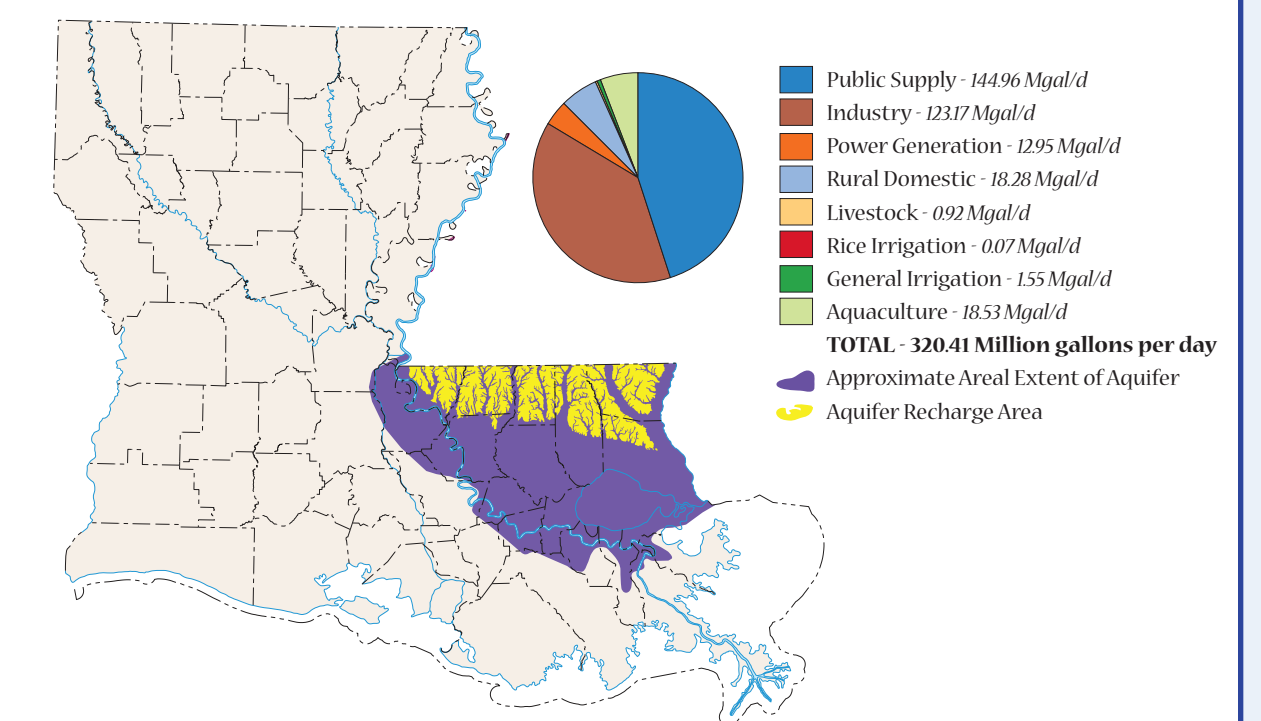 Public Supply - 144.96 Mgal/d
Industry - 123.17 Mgal/d
Power Generation - 12.95 Mgal/d
Rural Domestic - 18.28 Mgal/d
Livestock - 0.92 Mgal/d
Rice Irrigation - 0.07 Mgal/d
General Irrigation - 1.55 Mgal/d
Aquaculture - 18.53 Mgal/d
TOTAL - 320.41 Million gallons per day
Approximate Areal Extent of Aquifer
Aquifer Recharge Area